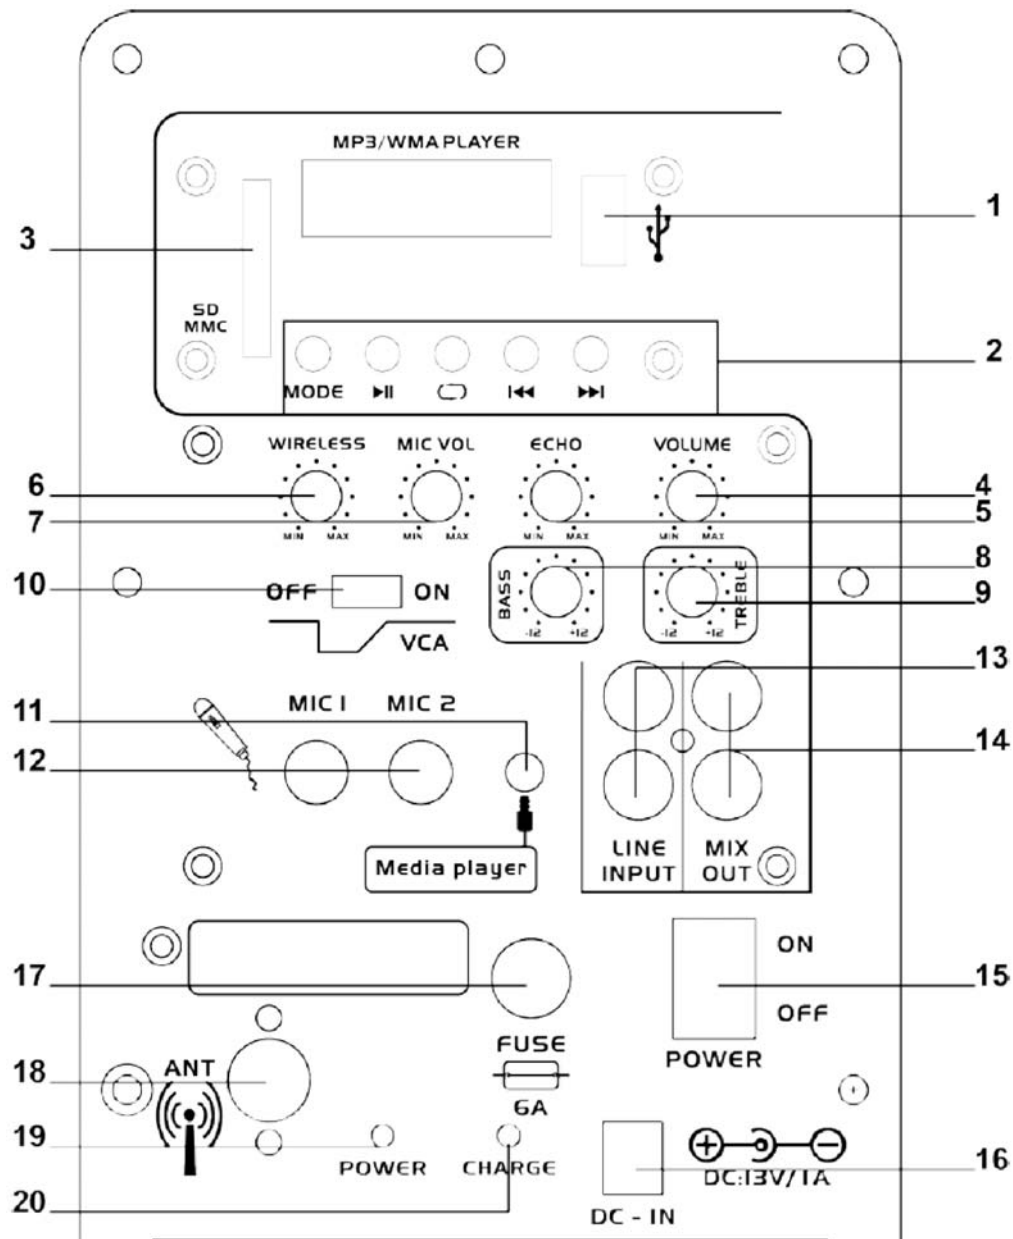 MP3/WMA PLAYER
1
3
SD
MMC
2
MODE
WIRELESS MIC VOL ECHO VOLUME
6
4
7
5
MIN MAX MIN MAX MIN MAX MIN MAX
8
10
OFF ON
BASS
TREBLE
9
-12 +12 -12 +12
VCA
13
11
MIC 1 MIC 2
14
12
LINE
INPUT
MIX
OUT
Media player
ON
17
15
OFF
FUSE
POWER
18
ANT
6A
19
POWER CHARGE
16
DC:13V/1A
20
DC - IN